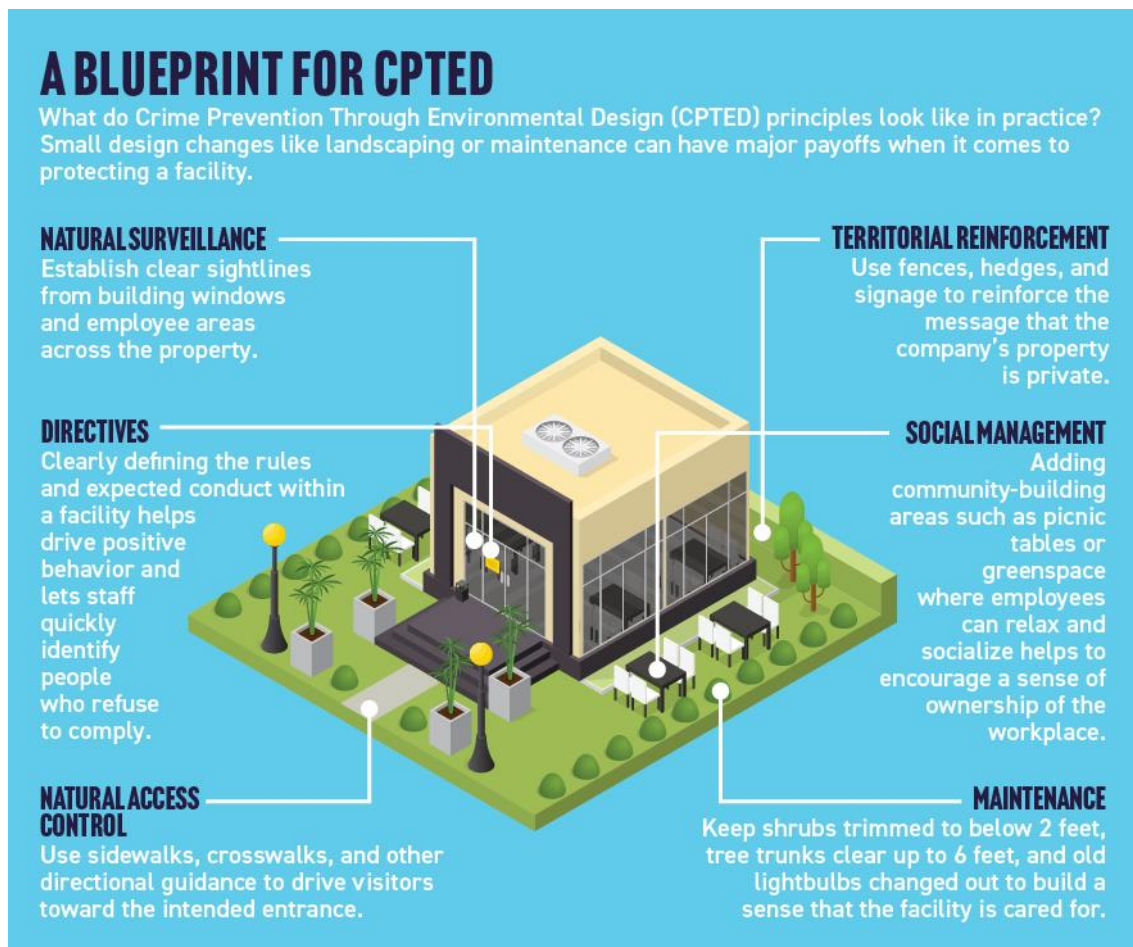 A BLUEPRINT FOR CPTED
What do Crime Prevention Through Environmental Design (CPTED) principles look like in practice?
Small design changes like landscaping or maintenance can have major payoffs when it comes to
protecting a facility.
NATURAL SURVEILLANCE
Establish clear sightlines
from building windows
and employee areas
across the property.
TERRITORIAL REINFORCEMENT
Use fences, hedges, and
signage to reinforce the
message that the
company's property
is private.
DIRECTIVES
Clearly defining the rules
and expected conduct within
a facility helps
drive positive
behavior and
lets staff
quickly
identify
people
who refuse
to comply.
SOCIAL MANAGEMENT
Adding
community-building
areas such as picnic
tables or
greenspace
where employees
can relax and
socialize helps to
encourage a sense of
ownership of the
workplace.
NATURAL ACCESS
CONTROL
Use sidewalks, crosswalks, and other
directional guidance to drive visitors
toward the intended entrance.
MAINTENANCE
Keep shrubs trimmed to below 2 feet,
tree trunks clear up to 6 feet, and old
lightbulbs changed out to build a
sense that the facility is cared for.